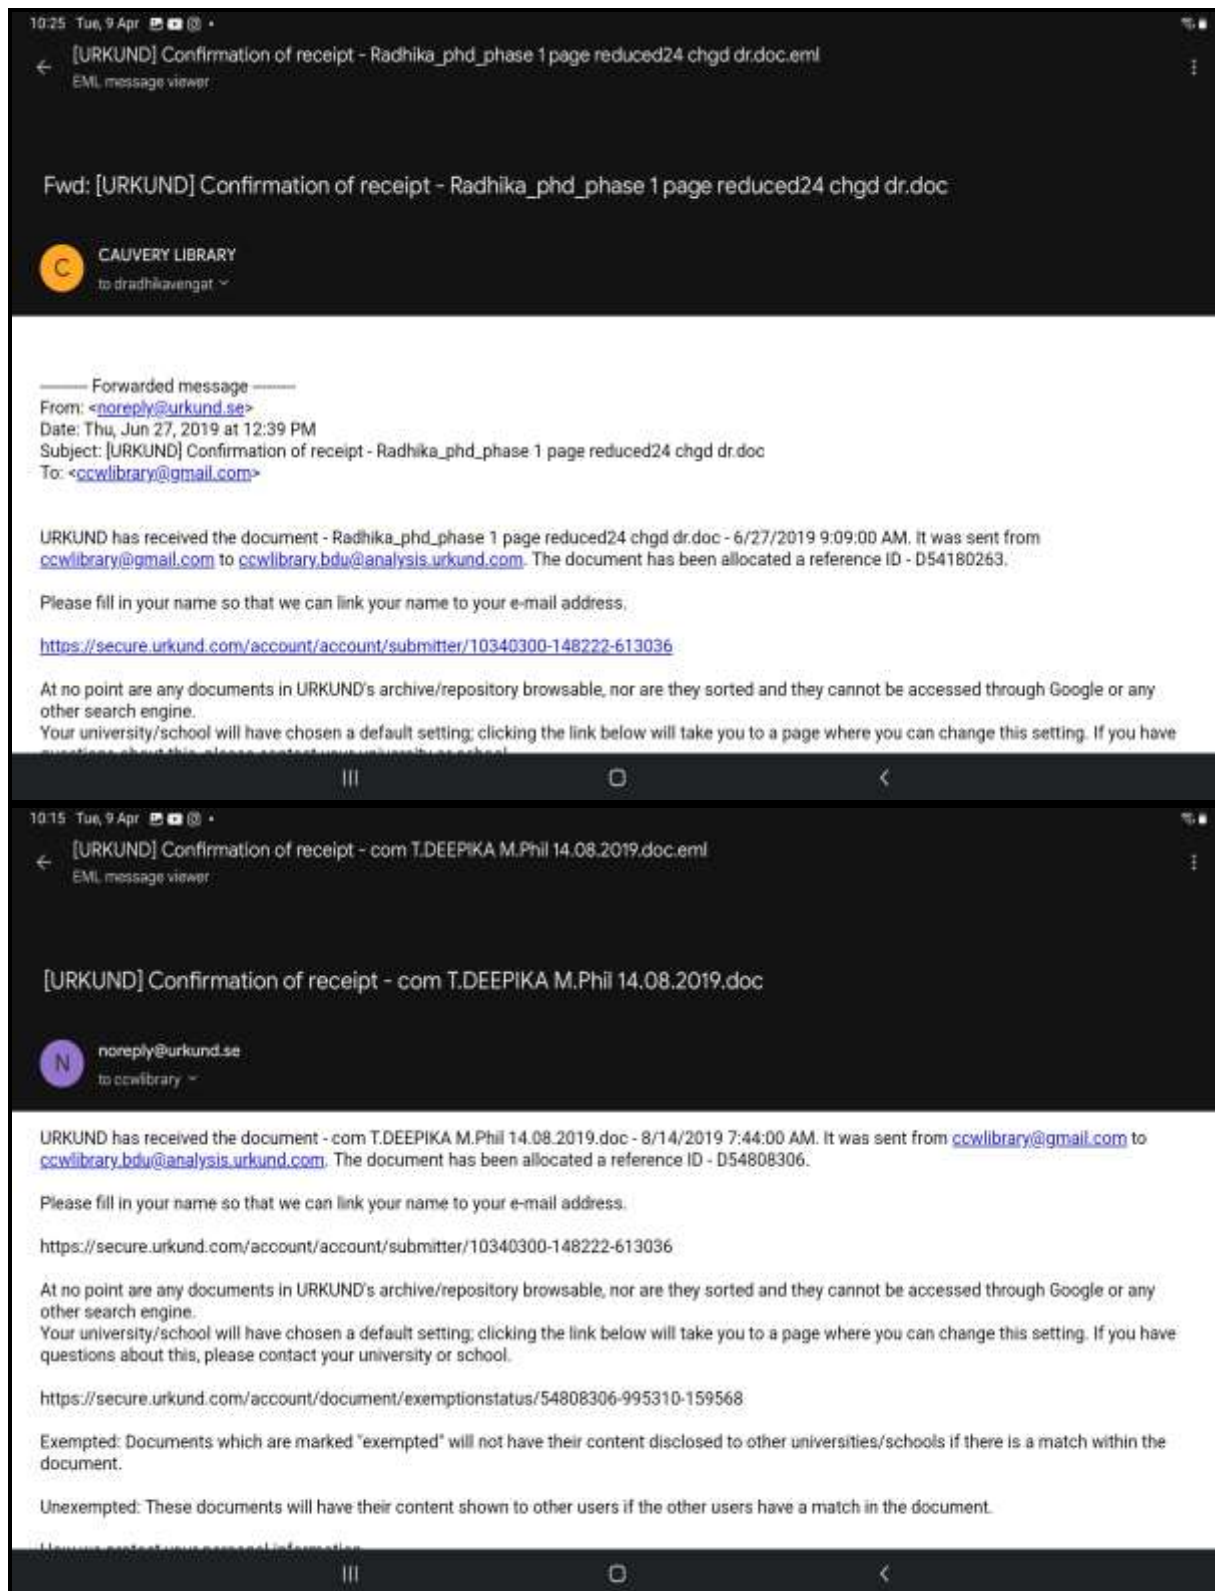 10:25 Tue, 9 Apr
[URKUND] Confirmation of receipt - Radhika_phd_phase 1 page reduced24 chgd dr.doc.eml
EML message viewer
Fwd: [URKUND] Confirmation of receipt - Radhika_phd_phase 1 page reduced24 chgd dr.doc
C
CAUVERY LIBRARY
to dradhikavengat
---------- Forwarded message ----------
From: <noreply@urkund.se>
Date: Thu, Jun 27, 2019 at 12:39 PM
Subject: [URKUND] Confirmation of receipt - Radhika_phd_phase 1 page reduced24 chgd dr.doc
To: <ccwlibrary@gmail.com>
URKUND has received the document - Radhika_phd_phase 1 page reduced24 chgd dr.doc - 6/27/2019 9:09:00 AM. It was sent from
ccwlibrary@gmail.com to ccwlibrary.bdu@analysis.urkund.com. The document has been allocated a reference ID - D54180263.
Please fill in your name so that we can link your name to your e-mail address.
https://secure.urkund.com/account/account/submitter/10340300-148222-613036
At no point are any documents in URKUND's archive/repository browsable, nor are they sorted and they cannot be accessed through Google or any
other search engine.
Your university/school will have chosen a default setting; clicking the link below will take you to a page where you can change this setting. If you have
questions about this, please contact your university or school.
10:15 Tue, 9 Apr
[URKUND] Confirmation of receipt - com T.DEEPIKA M.Phil 14.08.2019.doc.eml
EML message viewer
[URKUND] Confirmation of receipt - com T.DEEPIKA M.Phil 14.08.2019.doc
N
noreply@urkund.se
to ccwlibrary
URKUND has received the document - com T.DEEPIKA M.Phil 14.08.2019.doc - 8/14/2019 7:44:00 AM. It was sent from ccwlibrary@gmail.com to
ccwlibrary.bdu@analysis.urkund.com. The document has been allocated a reference ID - D54808306.
Please fill in your name so that we can link your name to your e-mail address.
https://secure.urkund.com/account/account/submitter/10340300-148222-613036
At no point are any documents in URKUND's archive/repository browsable, nor are they sorted and they cannot be accessed through Google or any
other search engine.
Your university/school will have chosen a default setting; clicking the link below will take you to a page where you can change this setting. If you have
questions about this, please contact your university or school.
https://secure.urkund.com/account/document/exemptionstatus/54808306-995310-159568
Exempted: Documents which are marked "exempted" will not have their content disclosed to other universities/schools if there is a match within the
document.
Unexempted: These documents will have their content shown to other users if the other users have a match in the document.
How we protect your personal information